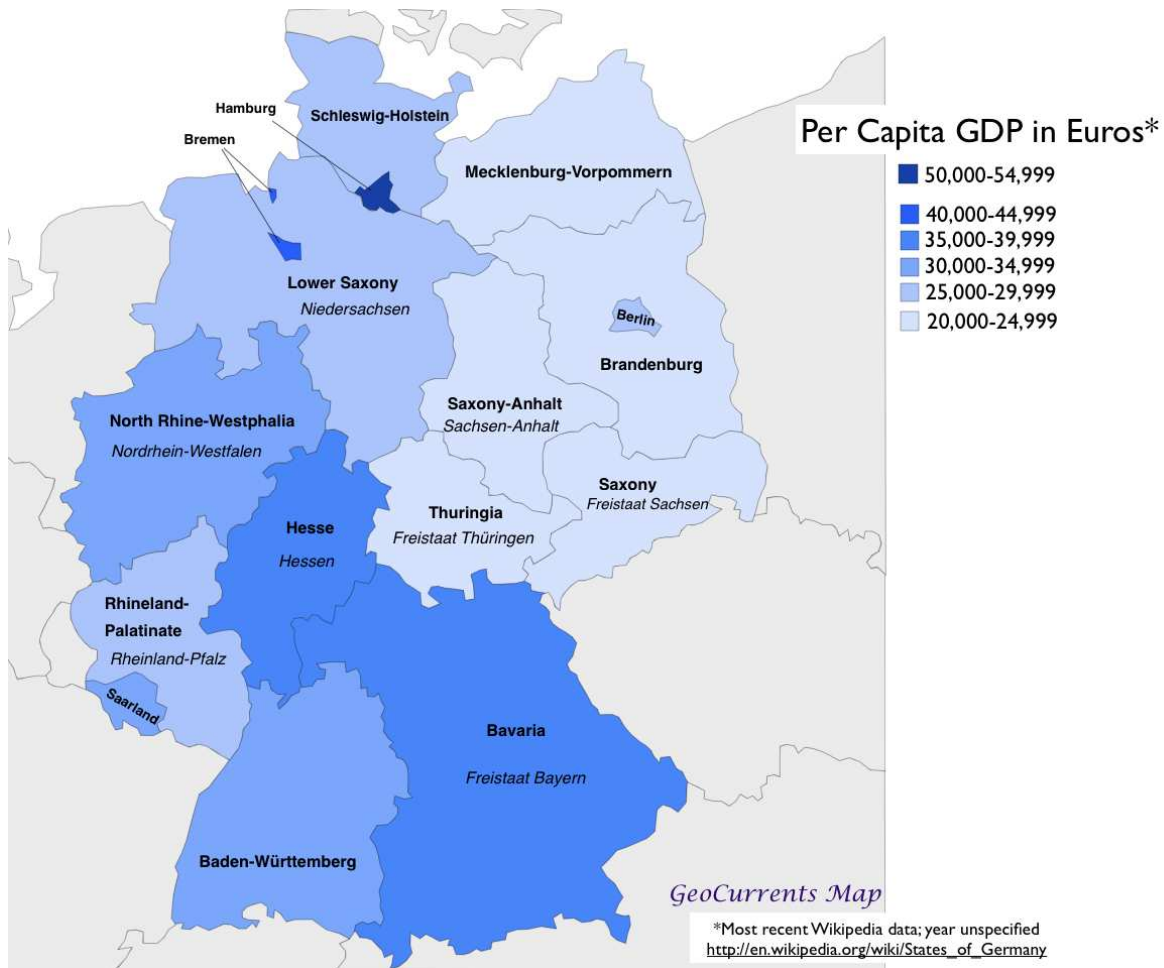 Hamburg
Schleswig-Holstein
Bremen
Mecklenburg-Vorpommern
Per Capita GDP in Euros*
50,000-54,999
40,000-44,999
35,000-39,999
30,000-34,999
25,000-29,999
20,000-24,999
Lower Saxony
Niedersachsen
Berlin
Brandenburg
Saxony-Anhalt
Sachsen-Anhalt
North Rhine-Westphalia
Nordrhein-Westfalen
Saxony
Freistaat Sachsen
Thuringia
Freistaat Thüringen
Hesse
Hessen
Rhineland-
Palatinate
Rheinland-Pfalz
Saarland
Bavaria
Freistaat Bayern
Baden-Württemberg
GeoCurrents Map
*Most recent Wikipedia data; year unspecified
http://en.wikipedia.org/wiki/States_of_Germany